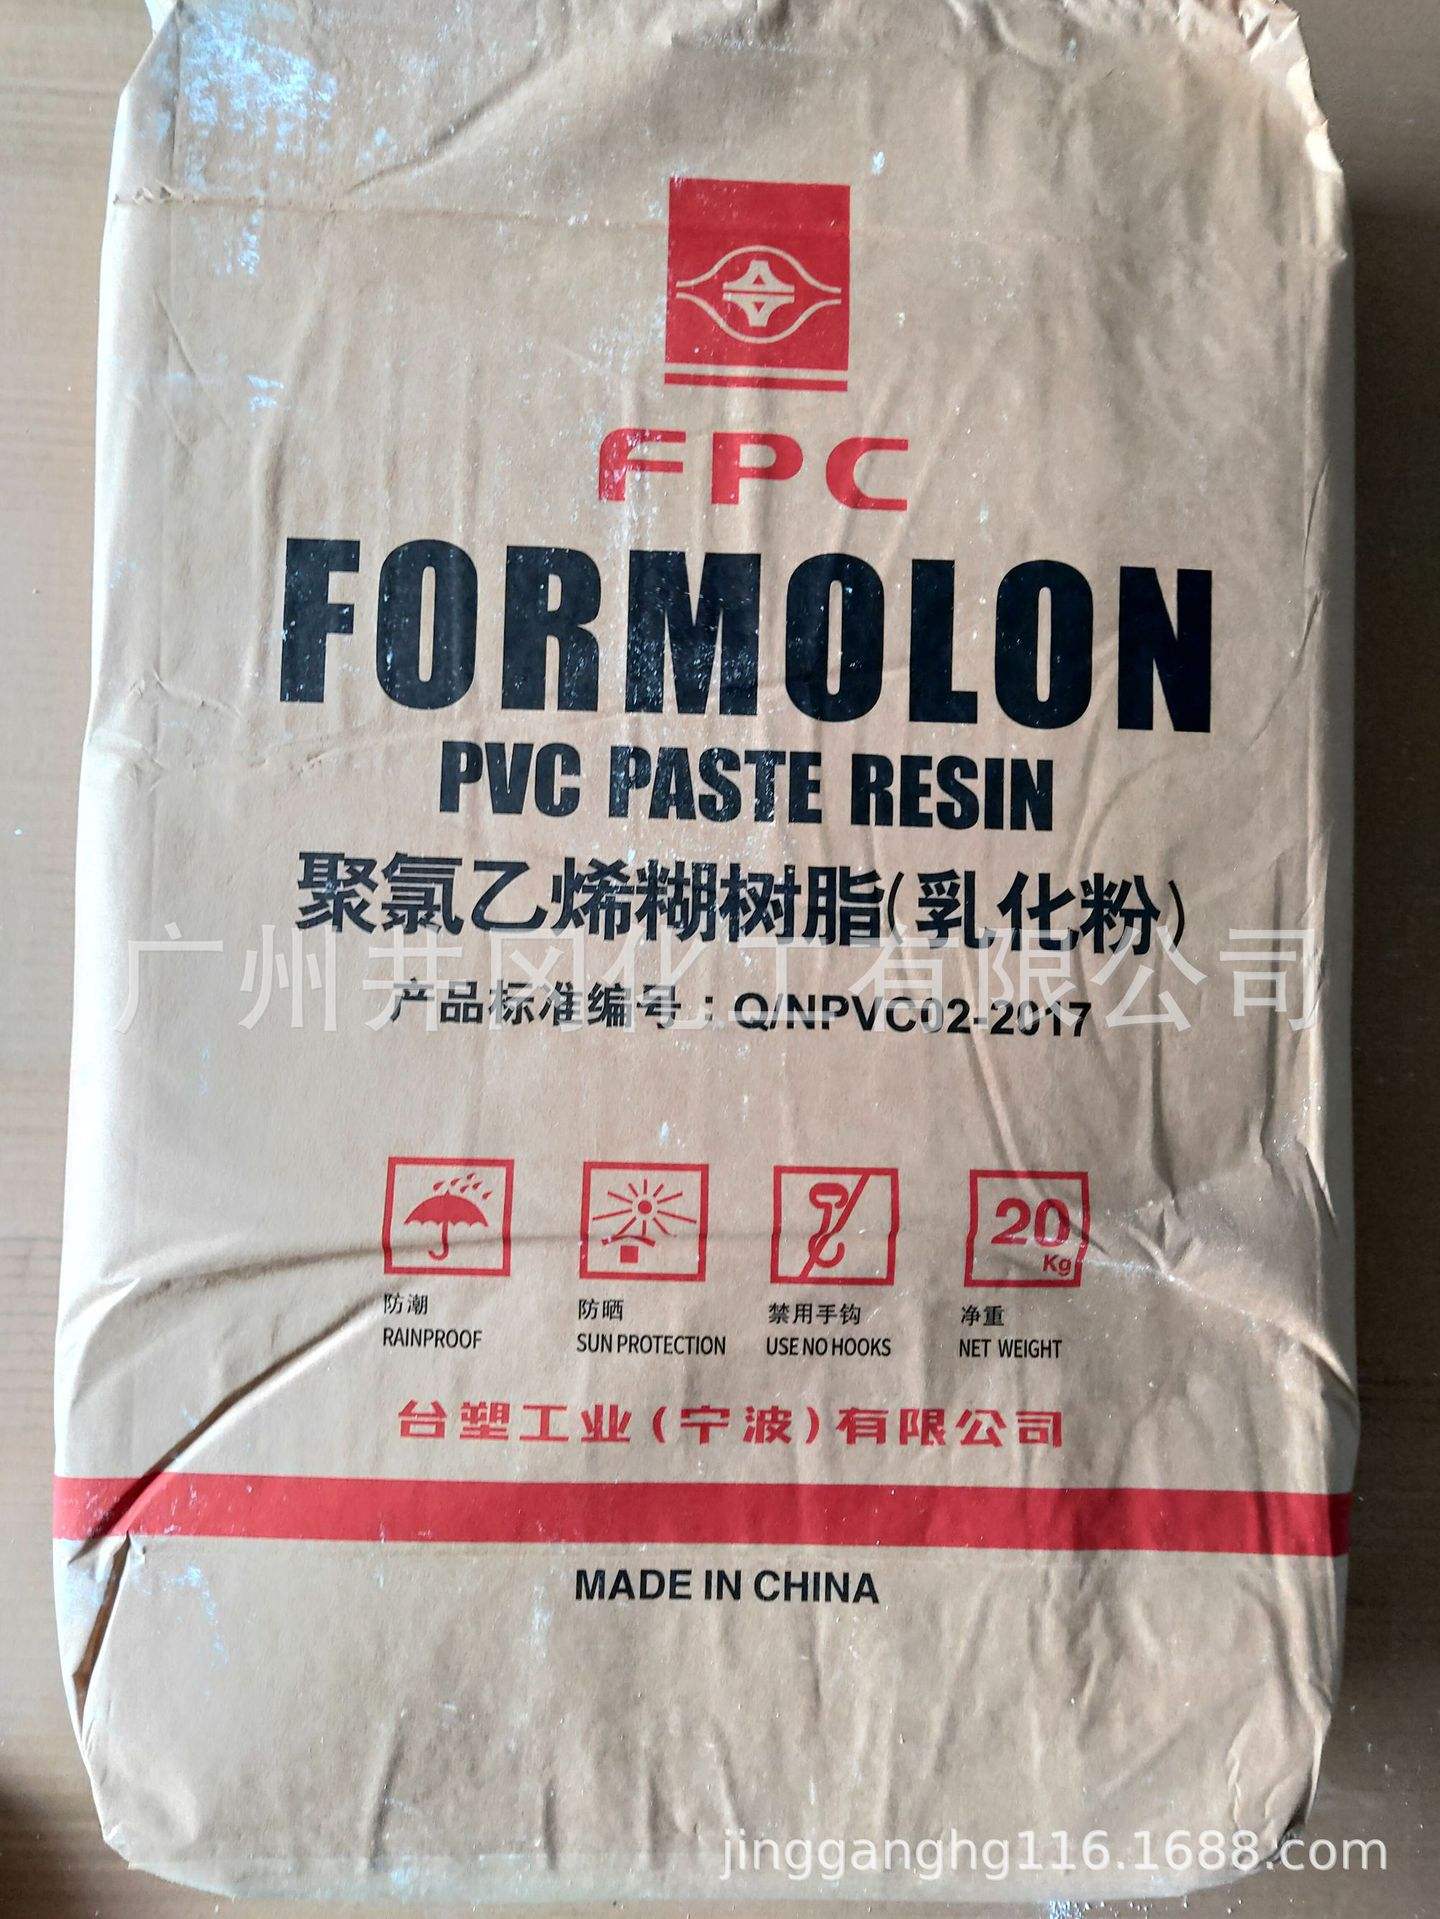 FPC
FORMOLON
PVC PASTE RESIN
聚氯乙烯糊树脂(乳化粉)
广州井冈化工有限公司
产品标准编号：Q/NPVC02-2017
20
Kg
防潮
防晒
禁用手钩
净重
RAINPROOF
SUN PROTECTION
USE NO HOOKS
NET WEIGHT
台塑工业(宁波)有限公司
MADE IN CHINA
jingganghg116.1688.com